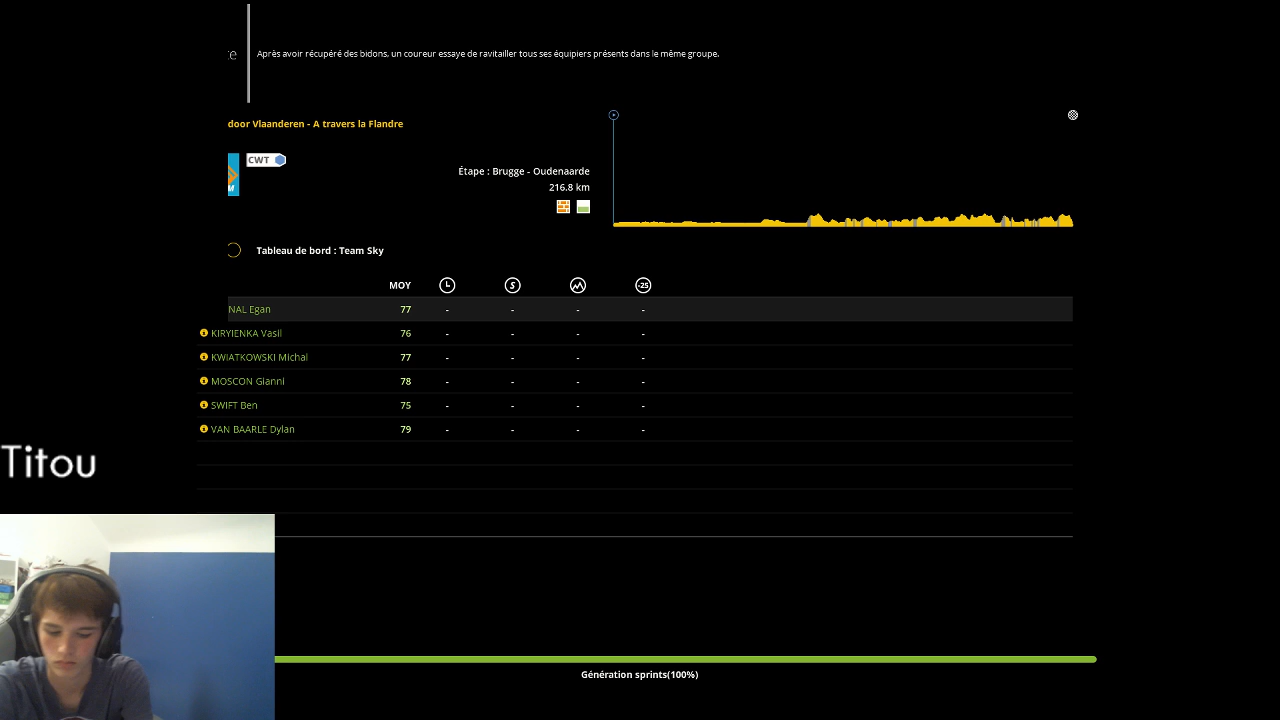 Après avoir récupéré des bidons, un coureur essaye de ravitailler tous ses équipiers présents dans le même groupe.
door Vlaanderen - A travers la Flandre
CWT
M
Étape : Brugge - Oudenaarde
216.8 km
Tableau de bord : Team Sky
MOY S -25
NAL Egan 77 - - - -
KIRYIENKA Vasil 76 - - - -
KWIATKOWSKI Michal 77 - - - -
MOSCON Gianni 78 - - - -
SWIFT Ben 75 - - - -
VAN BAARLE Dylan 79 - - - -
Titou
Génération sprints(100%)